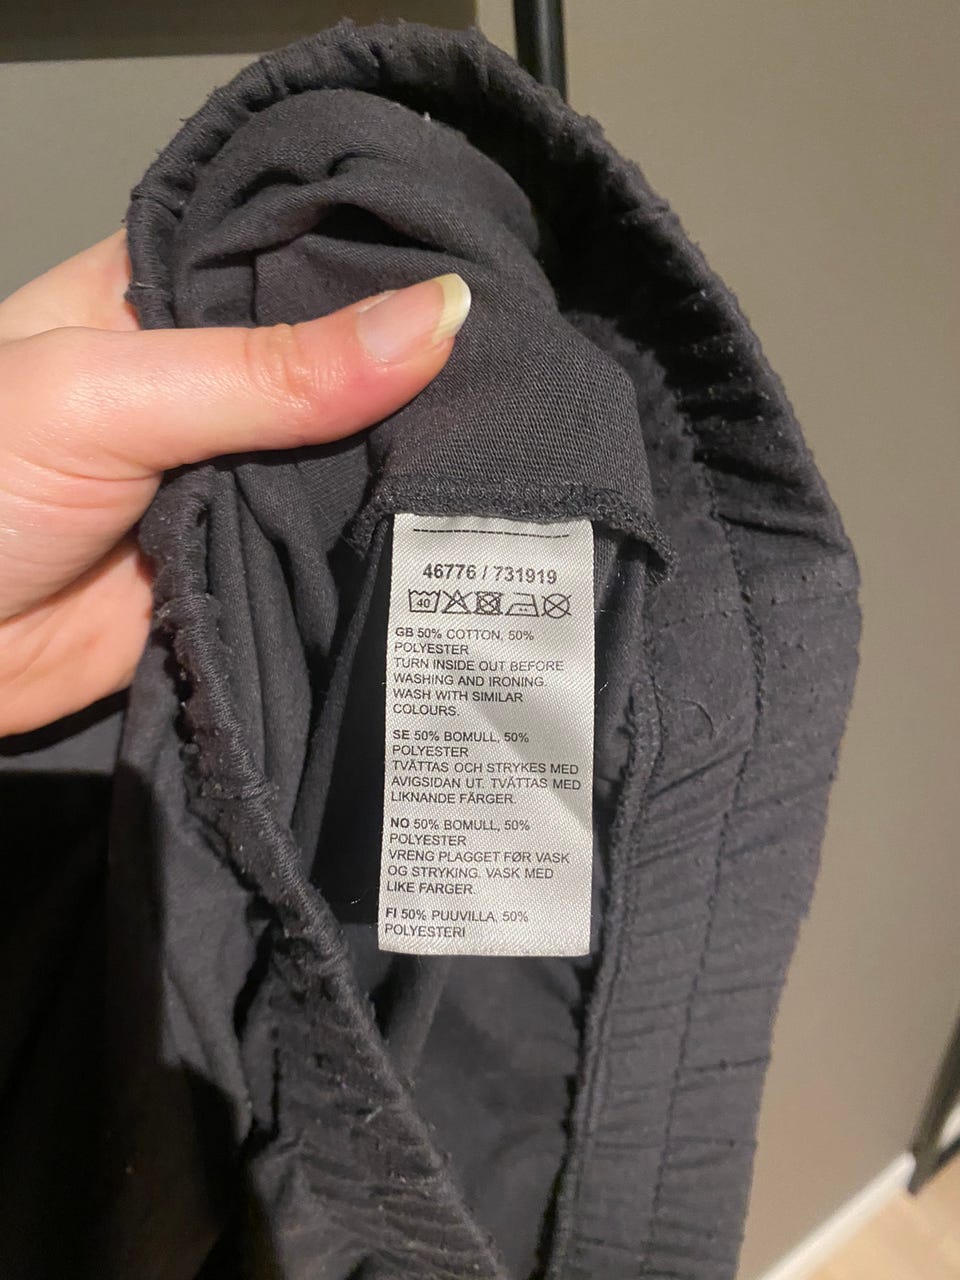 46776 / 731919
40
GB 50% COTTON, 50%
POLYESTER
TURN INSIDE OUT BEFORE
WASHING AND IRONING.
WASH WITH SIMILAR
COLOURS.
SE 50% BOMULL, 50%
POLYESTER
TVÄTTAS OCH STRYKES MED
AVIGSIDAN UT. TVÄTTAS MED
LIKNANDE FÄRGER.
NO 50% BOMULL, 50%
POLYESTER
VRENG PLAGGET FØR VASK
OG STRYKING. VASK MED
LIKE FARGER.
FI 50% PUUVILLA, 50%
POLYESTERI